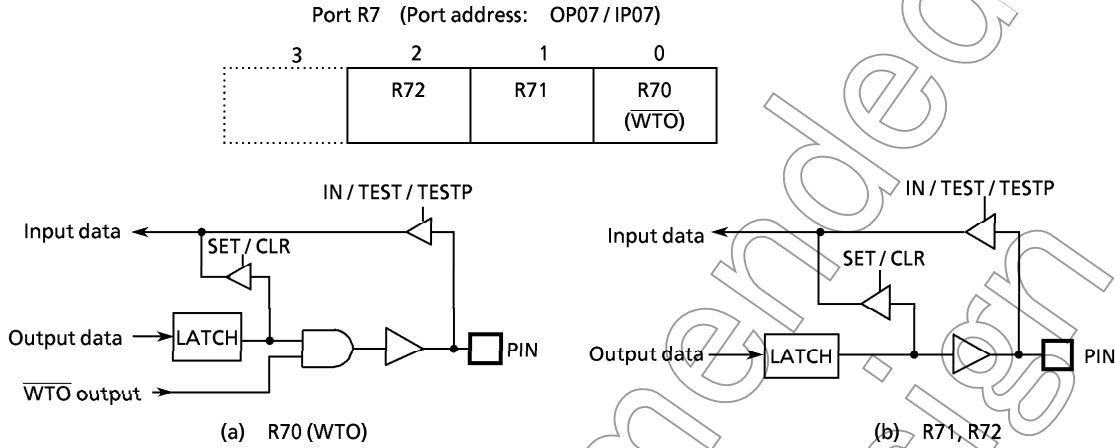 Port R7 (Port address: OP07 / IP07)
3 2 1 0
R72 R71 R70
(W̅T̅O̅)
IN / TEST / TESTP
Input data
SET / CLR
Output data
LATCH
PIN
W̅T̅O̅ output
(a) R70 (WTO)
IN / TEST / TESTP
Input data
SET / CLR
Output data
LATCH
PIN
(b) R71, R72